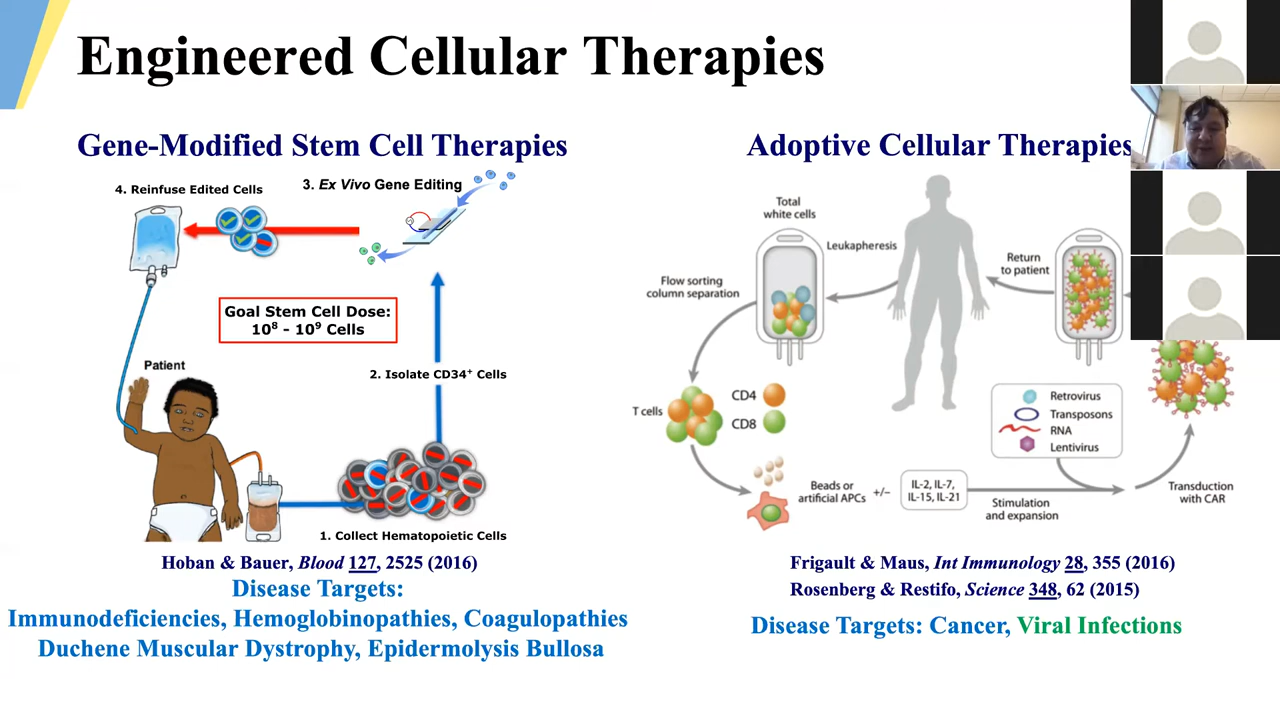 Engineered Cellular Therapies
Gene-Modified Stem Cell Therapies
4. Reinfuse Edited Cells
3. Ex Vivo Gene Editing
Goal Stem Cell Dose:
10⁸ - 10⁹ Cells
Patient
2. Isolate CD34⁺ Cells
1. Collect Hematopoietic Cells
Hoban & Bauer, Blood 127, 2525 (2016)
Disease Targets:
Immunodeficiencies, Hemoglobinopathies, Coagulopathies
Duchene Muscular Dystrophy, Epidermolysis Bullosa
Adoptive Cellular Therapies
Total
white cells
Leukapheresis
Return
to patient
Flow sorting
column separation
T cells
CD4
CD8
Retrovirus
Transposons
RNA
Lentivirus
Beads or
artificial APCs
+/−
IL-2, IL-7,
IL-15, IL-21
Stimulation
and expansion
Transduction
with CAR
Frigault & Maus, Int Immunology 28, 355 (2016)
Rosenberg & Restifo, Science 348, 62 (2015)
Disease Targets: Cancer, Viral Infections